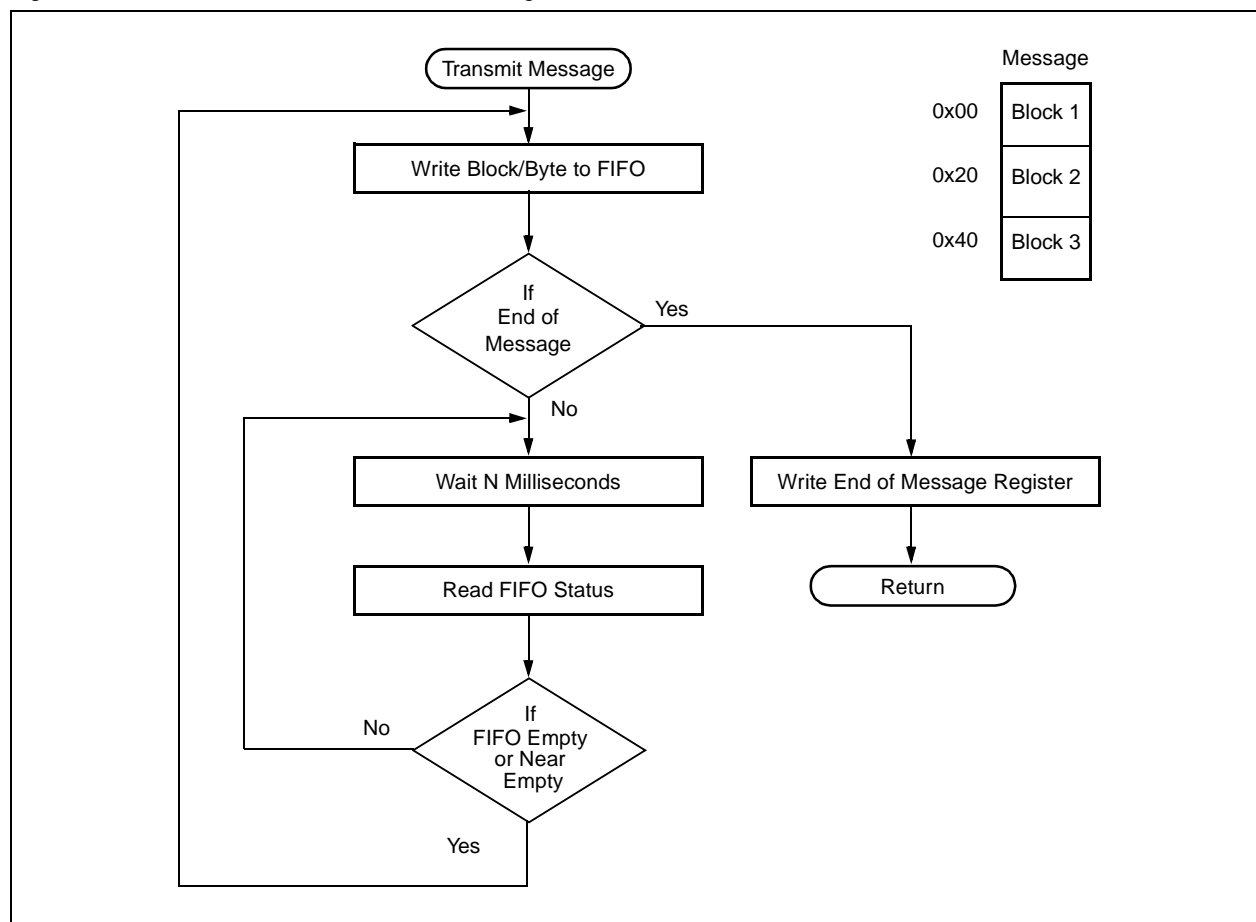 Transmit Message
Write Block/Byte to FIFO
If
End of
Message
Yes
No
Wait N Milliseconds
Write End of Message Register
Read FIFO Status
Return
If
FIFO Empty
or Near
Empty
No
Yes
Message
0x00 Block 1
0x20 Block 2
0x40 Block 3